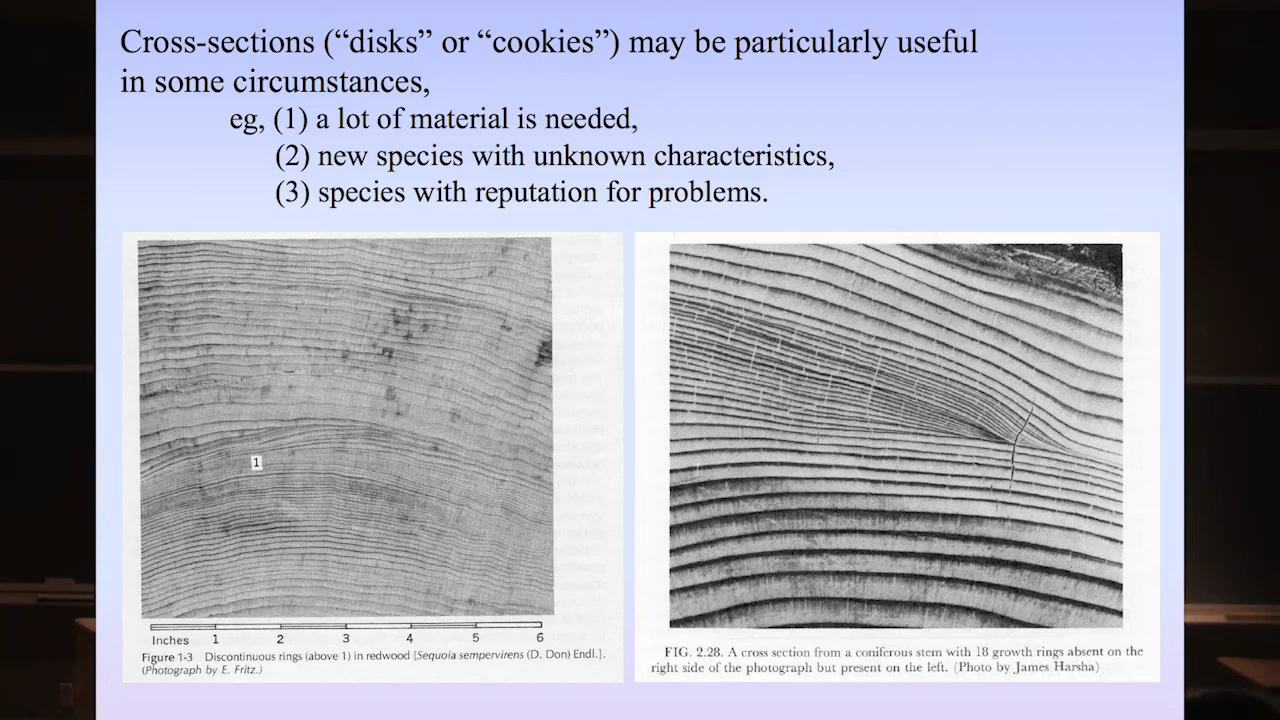 Cross-sections (“disks” or “cookies”) may be particularly useful
in some circumstances,
eg, (1) a lot of material is needed,
(2) new species with unknown characteristics,
(3) species with reputation for problems.
1
Inches 1 2 3 4 5 6
Figure 1-3 Discontinuous rings (above 1) in redwood [Sequoia sempervirens (D. Don) Endl.].
(Photograph by E. Fritz.)
FIG. 2.28. A cross section from a coniferous stem with 18 growth rings absent on the
right side of the photograph but present on the left. (Photo by James Harsha)